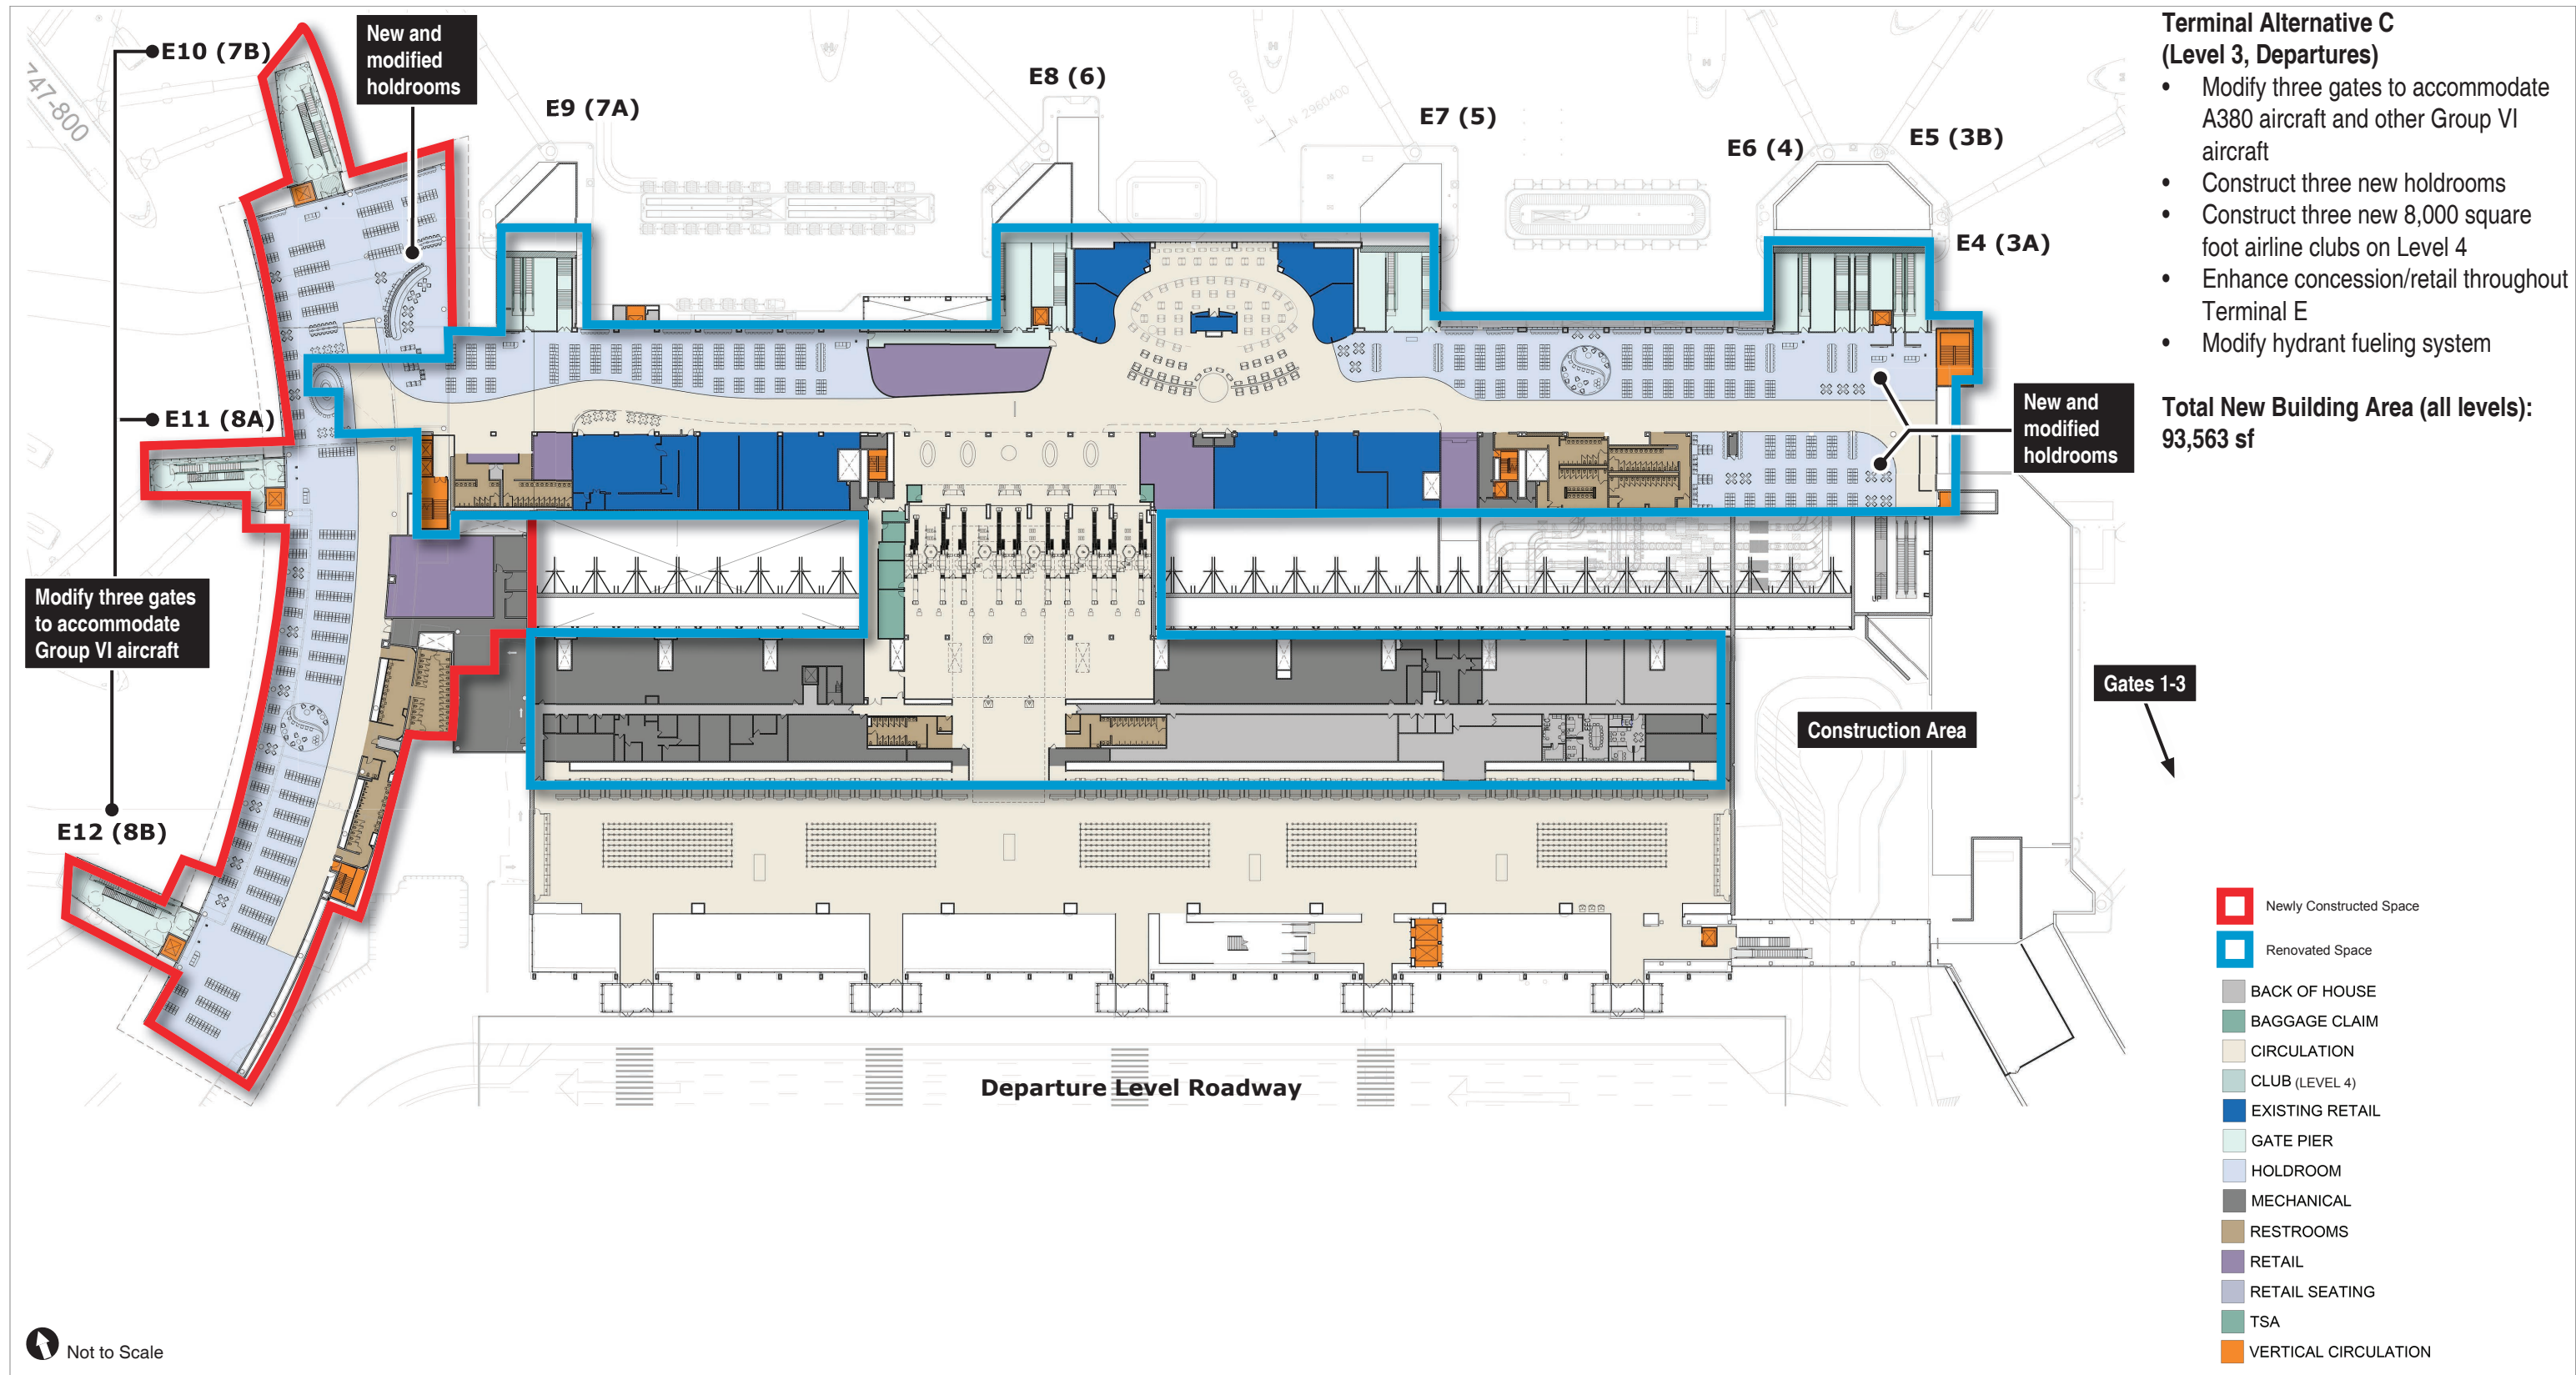 Terminal Alternative C
(Level 3, Departures)
• Modify three gates to accommodate
A380 aircraft and other Group VI
aircraft
• Construct three new holdrooms
• Construct three new 8,000 square
foot airline clubs on Level 4
• Enhance concession/retail throughout
Terminal E
• Modify hydrant fueling system
Total New Building Area (all levels):
93,563 sf
E10 (7B)
New and
modified
holdrooms
747-800
E9 (7A)
E8 (6)
786200
N 2960400
E7 (5)
E6 (4)
E5 (3B)
E4 (3A)
E11 (8A)
New and
modified
holdrooms
Modify three gates
to accommodate
Group VI aircraft
E12 (8B)
Gates 1-3
Construction Area
Departure Level Roadway
Newly Constructed Space
Renovated Space
BACK OF HOUSE
BAGGAGE CLAIM
CIRCULATION
CLUB (LEVEL 4)
EXISTING RETAIL
GATE PIER
HOLDROOM
MECHANICAL
RESTROOMS
RETAIL
RETAIL SEATING
TSA
VERTICAL CIRCULATION
Not to Scale